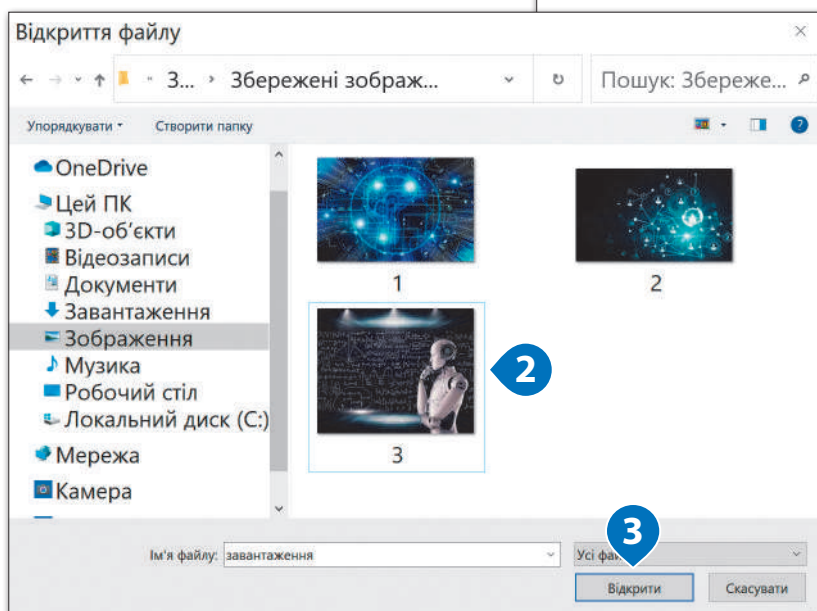 Відкриття файлу
З... Збережені зображ...
Пошук: Збереже...
Упорядкувати Створити папку
OneDrive
Цей ПК
3D-об’єкти
Відеозаписи
Документи
Завантаження
Зображення
Музика
Робочий стіл
Локальний диск (C:)
Мережа
Камера
1
2
3
2
3
Ім'я файлу: завантаження
Усі
Відкрити
Скасувати